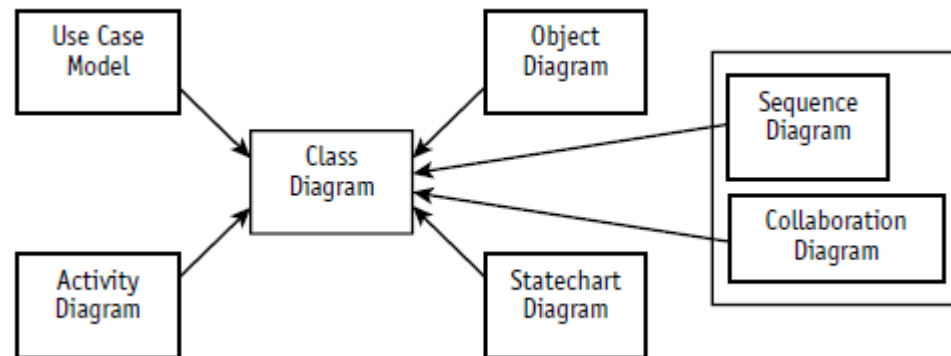 Use Case
Model
Object
Diagram
Sequence
Diagram
Class
Diagram
Collaboration
Diagram
Activity
Diagram
Statechart
Diagram